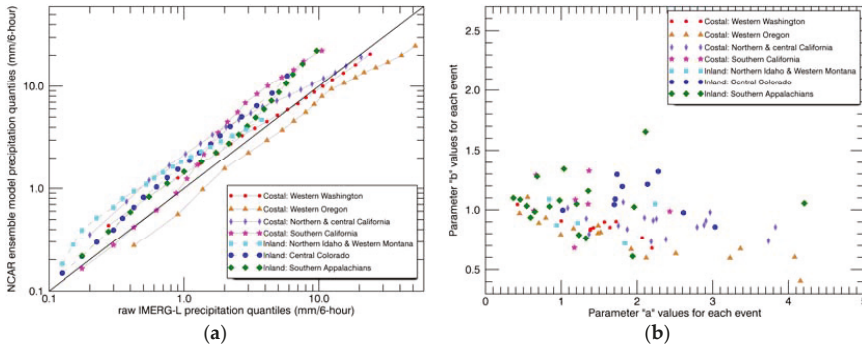 NCAR ensemble model precipitation quanties (mm/6-hour)
10.0
1.0
0.1
Costal: Western Washington
Costal: Western Oregon
Costal: Northern & central California
Costal: Southern California
Inland: Northern Idaho & Western Montana
Inland: Central Colorado
Inland: Southern Appalachians
0.1
1.0
10.0
raw IMERG-L precipitation quantiles (mm/6-hour)
(a)
Parameter "b" values for each event
2.5
2.0
1.5
1.0
0.5
Costal: Western Washington
Costal: Western Oregon
Costal: Northern & central California
Costal: Southern California
Inland: Northern Idaho & Western Montana
Inland: Central Colorado
Inland: Southern Appalachians
0
1
2
3
4
5
Parameter "a" values for each event
(b)